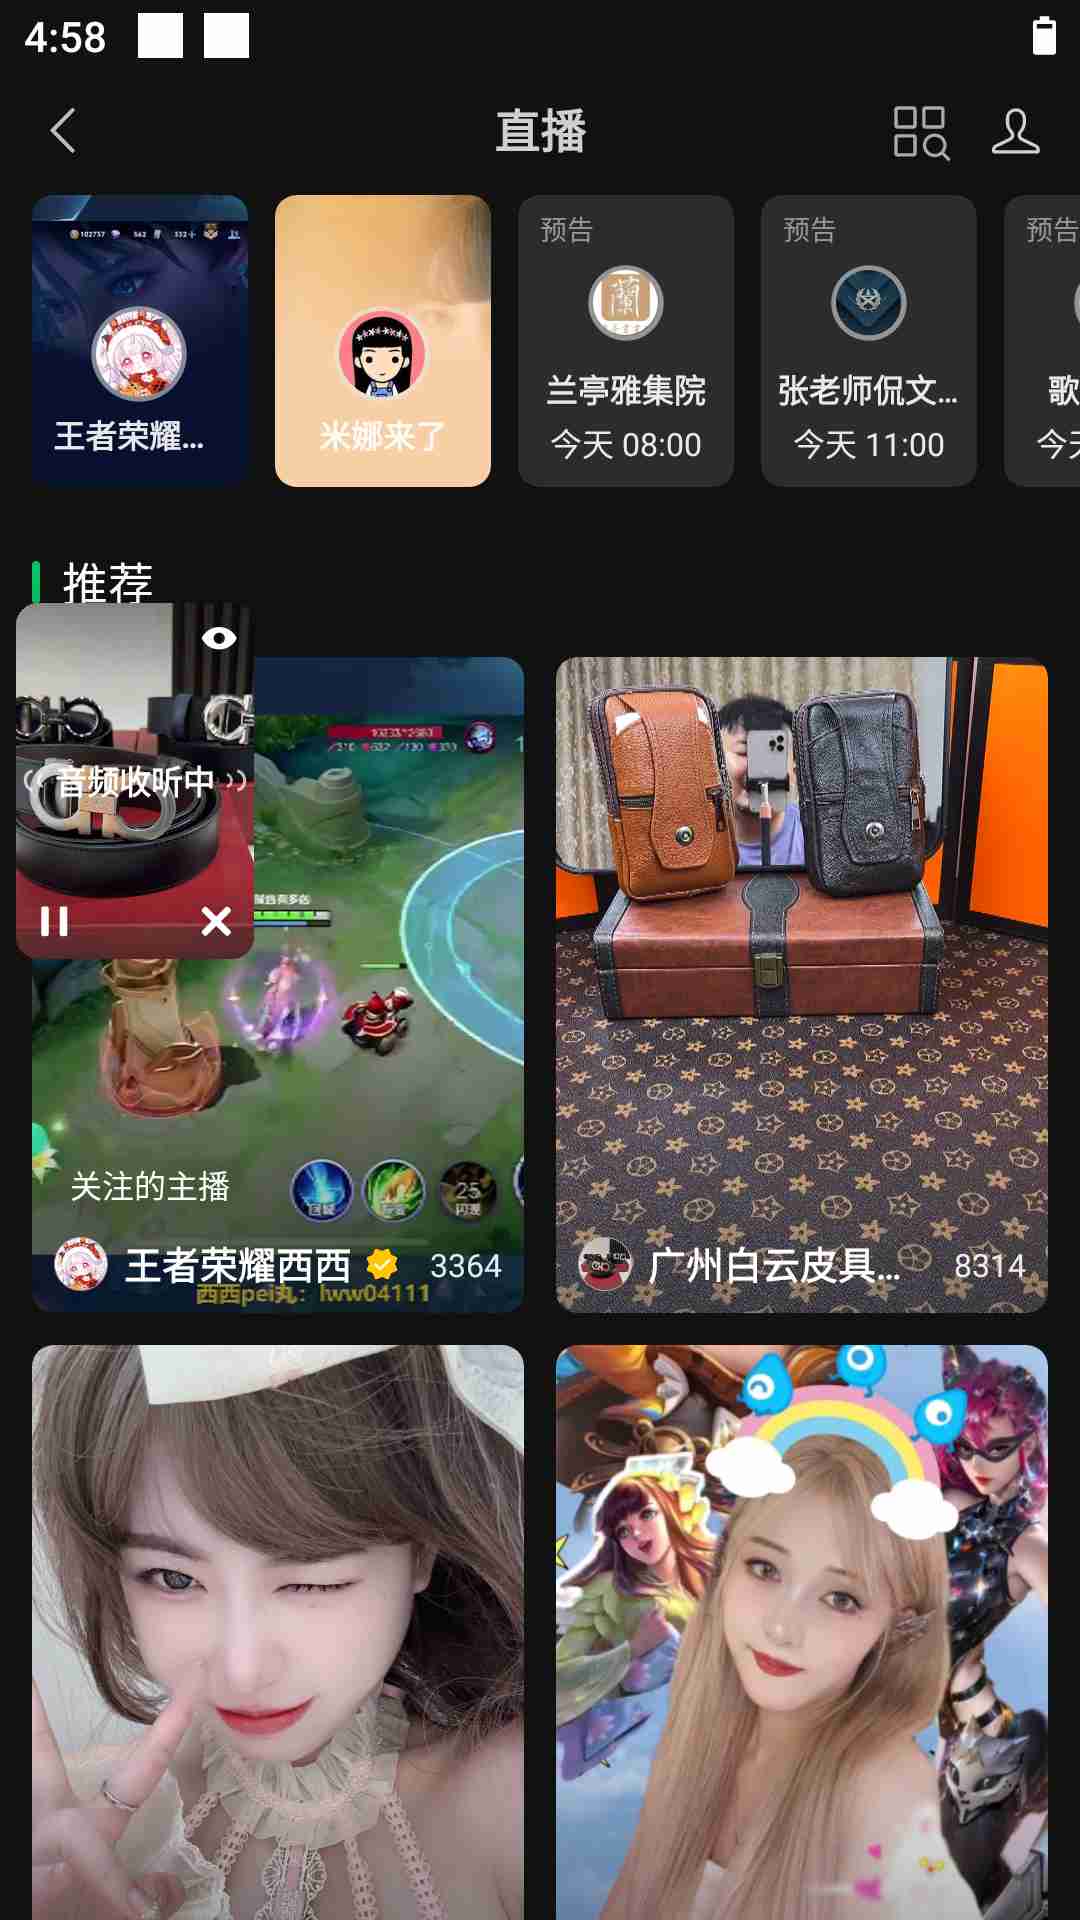 4:58
直播
王者荣耀...
米娜来了
预告
兰亭雅集院
今天 08:00
预告
张老师侃文...
今天 11:00
预告
歌
今天
推荐
音频收听中
关注的主播
25
王者荣耀西西
3364
西西pei丸：lww04111
广州白云皮具...
8314